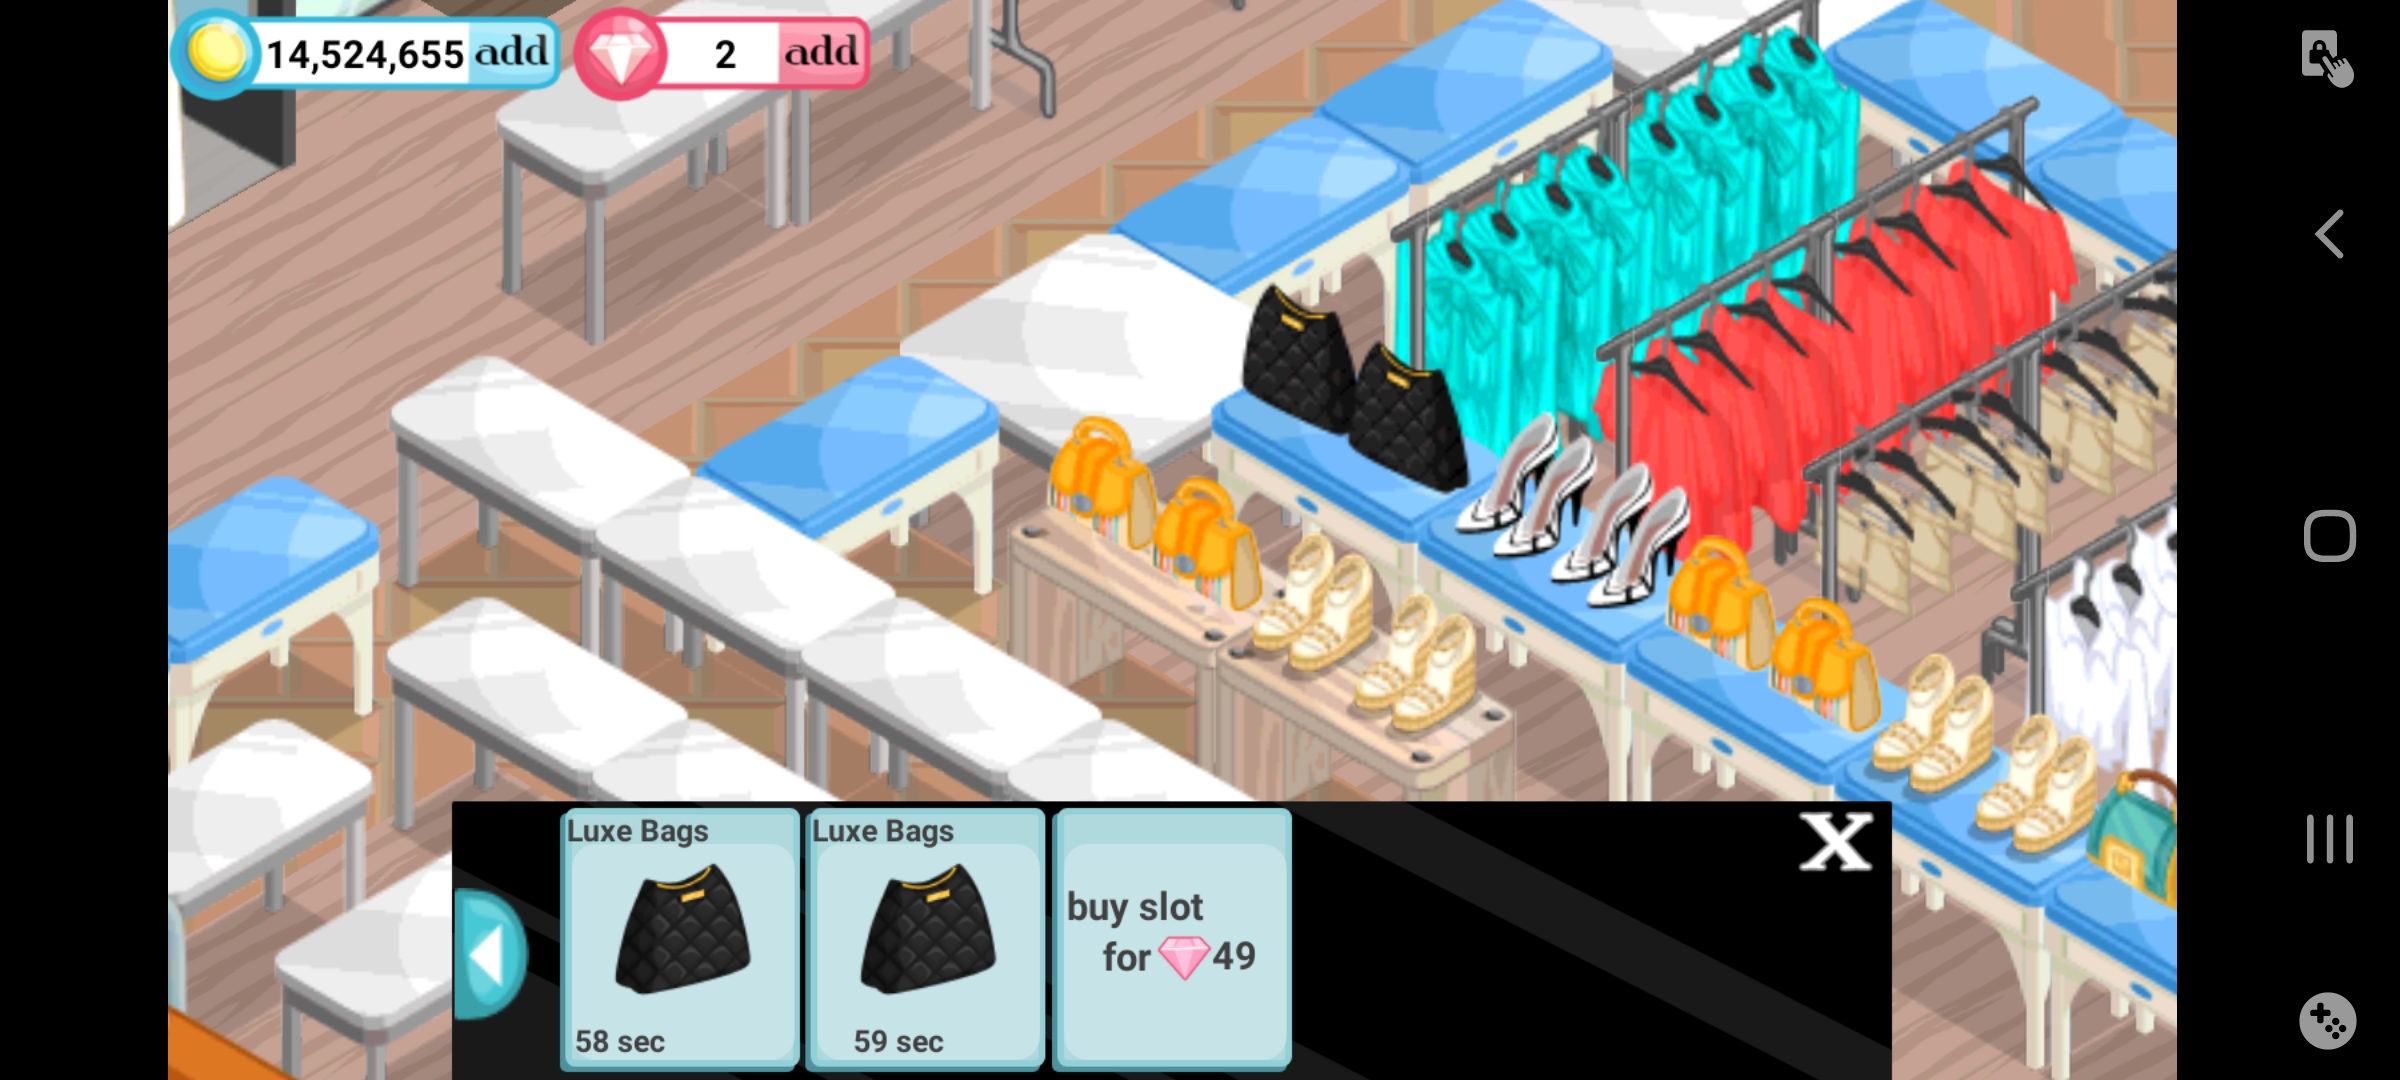 14,524,655 add 2 add
Luxe Bags Luxe Bags
X
buy slot
for 49
58 sec 59 sec